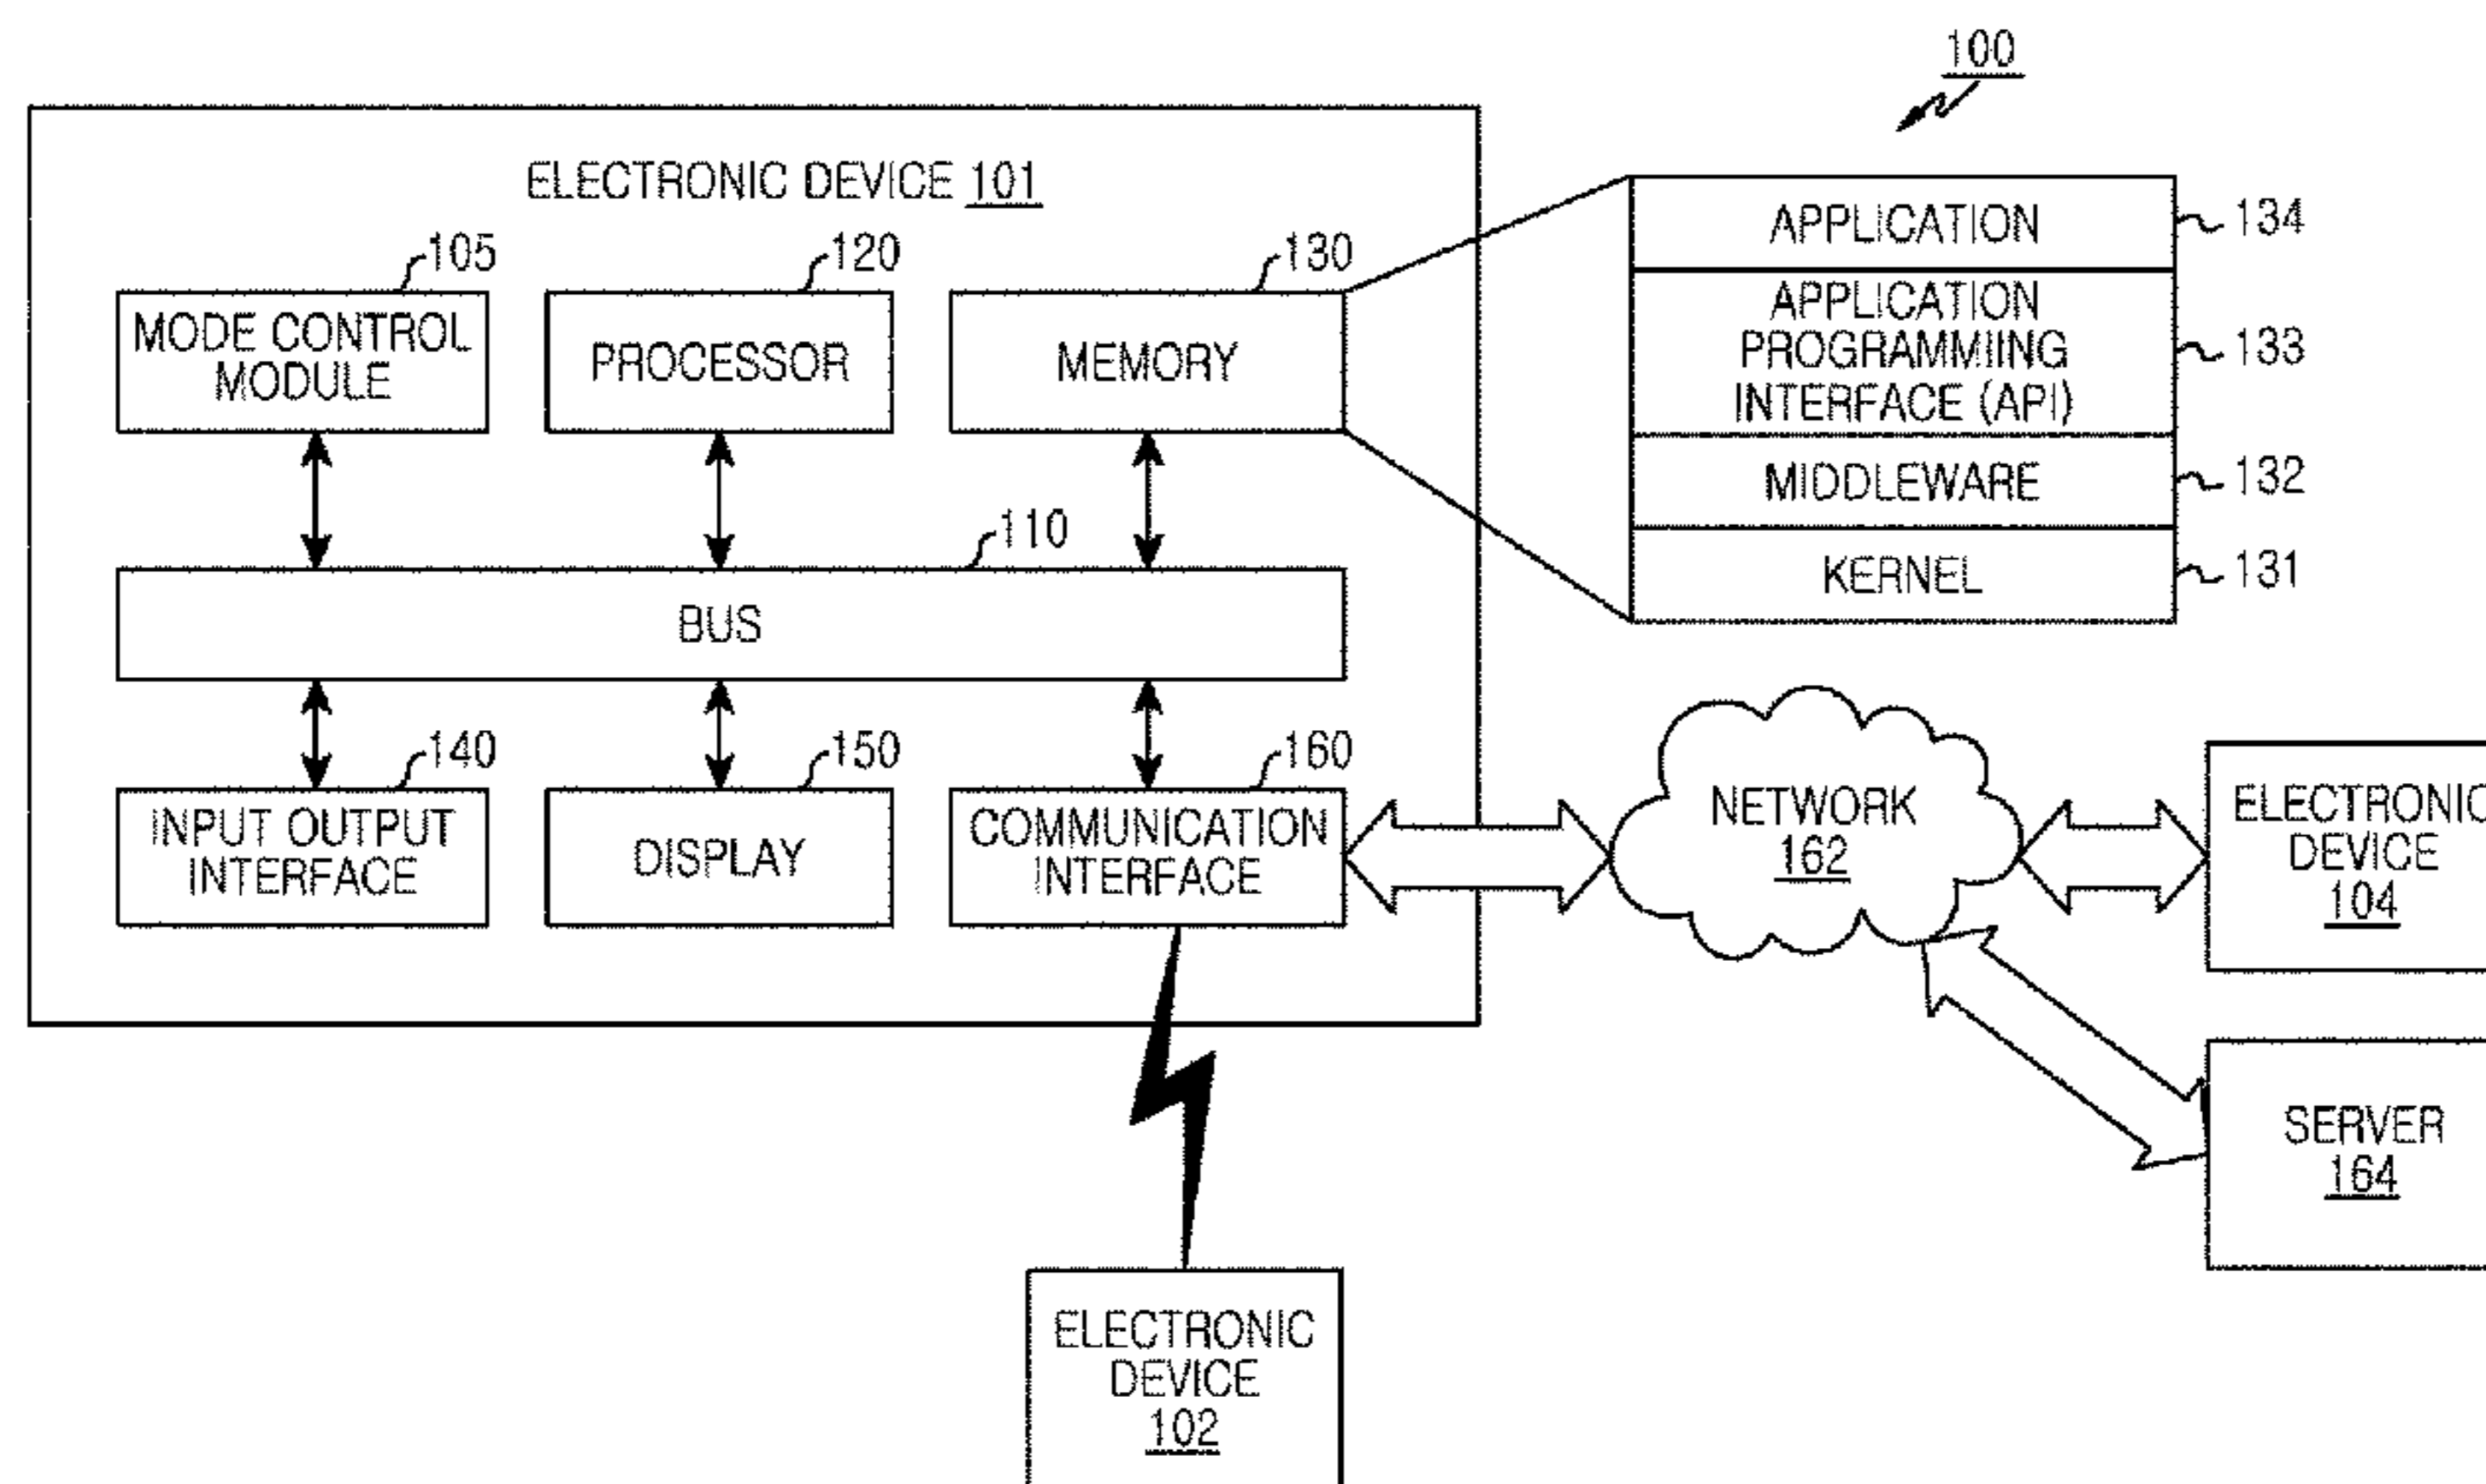 100
ELECTRONIC DEVICE 101
105
120
130
MODE CONTROL
MODULE
PROCESSOR
MEMORY
110
BUS
140
150
160
INPUT OUTPUT
INTERFACE
DISPLAY
COMMUNICATION
INTERFACE
APPLICATION
134
APPLICATION
PROGRAMMIING
INTERFACE (API)
133
MIDDLEWARE
132
KERNEL
131
NETWORK
162
ELECTRONIC
DEVICE
104
SERVER
164
ELECTRONIC
DEVICE
102